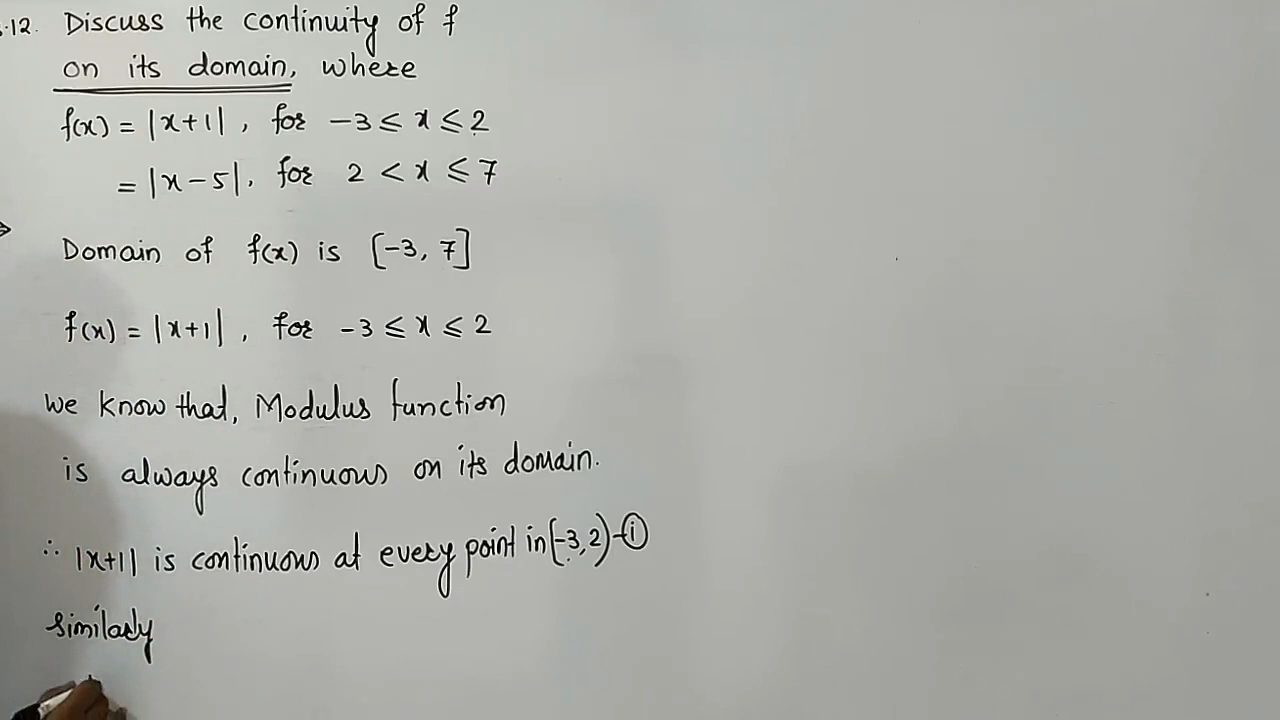 .12. Discuss the continuity of f
on its domain, where
f(x) = |x+1|, for -3 ≤ x ≤ 2
= |x-5|, for 2 < x ≤ 7
⇒
Domain of f(x) is [-3, 7]
f(x) = |x+1|, for -3 ≤ x ≤ 2
We know that, Modulus function
is always continuous on its domain.
∴ |x+1| is continuous at every point in [-3, 2) - ①
similarly